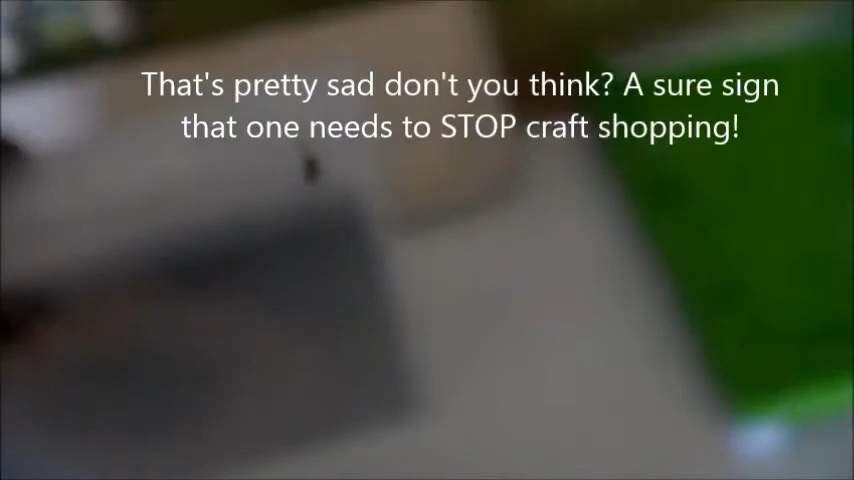 That's pretty sad don't you think? A sure sign
that one needs to STOP craft shopping!